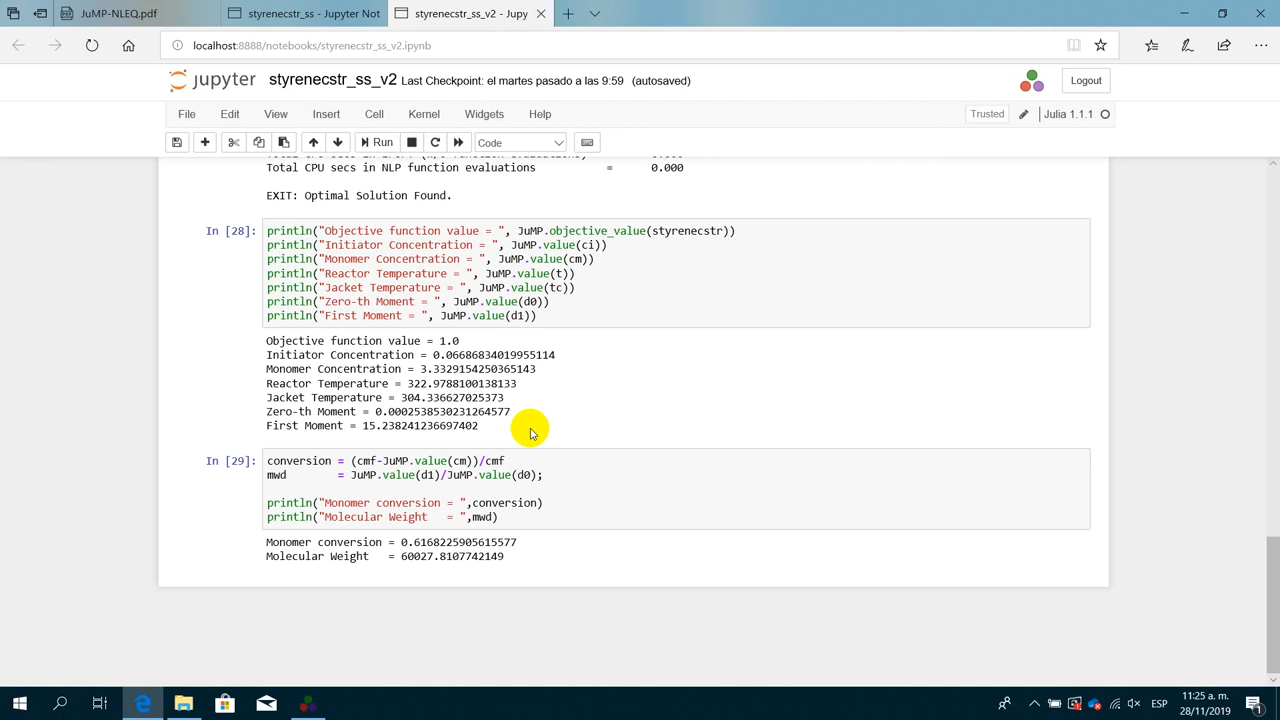 JuMP-NLEQ.pdf
styrenecstr_ss - Jupyter Not
styrenecstr_ss_v2 - Jupy
localhost:8888/notebooks/styrenecstr_ss_v2.ipynb
jupyter styrenecstr_ss_v2 Last Checkpoint: el martes pasado a las 9:59 (autosaved)
Logout
File Edit View Insert Cell Kernel Widgets Help
Trusted
Julia 1.1.1
Run
Code
Total CPU secs in NLP function evaluations = 0.000
EXIT: Optimal Solution Found.
In [28]: println("Objective function value = ", JuMP.objective_value(styrenecstr))
println("Initiator Concentration = ", JuMP.value(ci))
println("Monomer Concentration = ", JuMP.value(cm))
println("Reactor Temperature = ", JuMP.value(t))
println("Jacket Temperature = ", JuMP.value(tc))
println("Zero-th Moment = ", JuMP.value(d0))
println("First Moment = ", JuMP.value(d1))
Objective function value = 1.0
Initiator Concentration = 0.06686834019955114
Monomer Concentration = 3.3329154250365143
Reactor Temperature = 322.9788100138133
Jacket Temperature = 304.336627025373
Zero-th Moment = 0.0002538530231264577
First Moment = 15.238241236697402
In [29]: conversion = (cmf-JuMP.value(cm))/cmf
mwd = JuMP.value(d1)/JuMP.value(d0);
println("Monomer conversion = ",conversion)
println("Molecular Weight = ",mwd)
Monomer conversion = 0.6168225905615577
Molecular Weight = 60027.8107742149
ESP
11:25 a. m.
28/11/2019
1